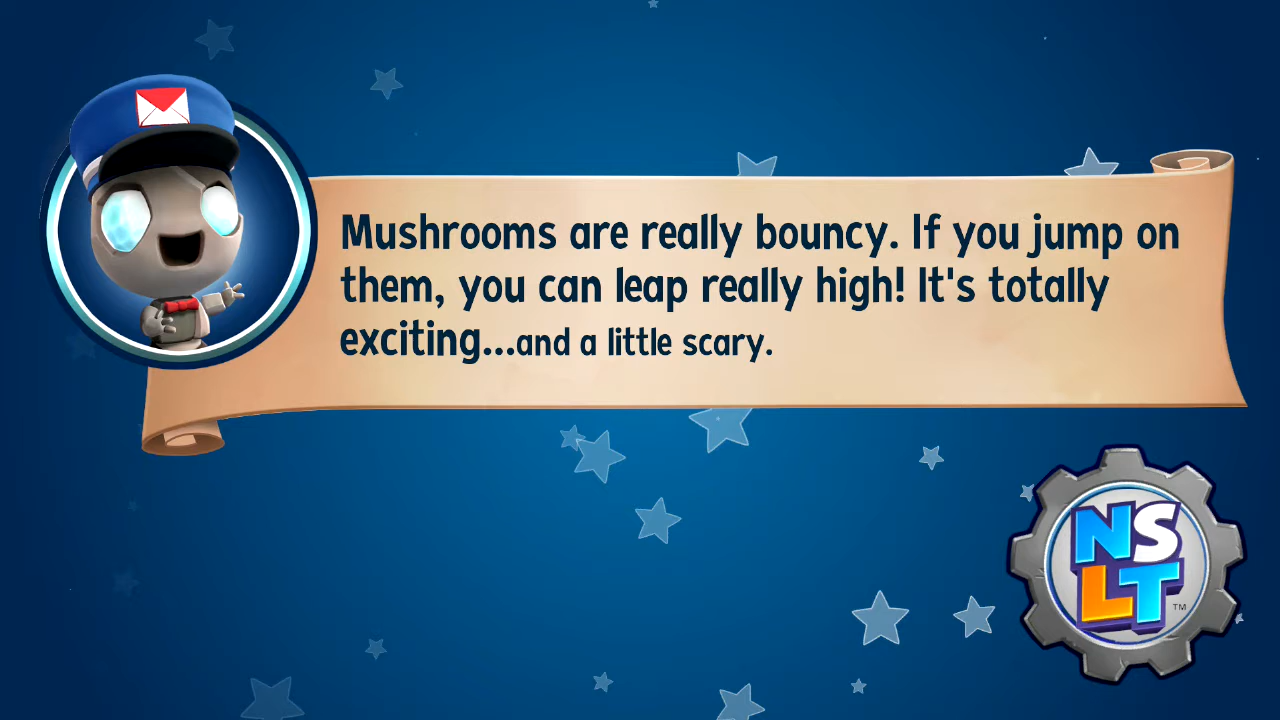 Mushrooms are really bouncy. If you jump on
them, you can leap really high! It's totally
exciting...and a little scary.
NS
LT
TM